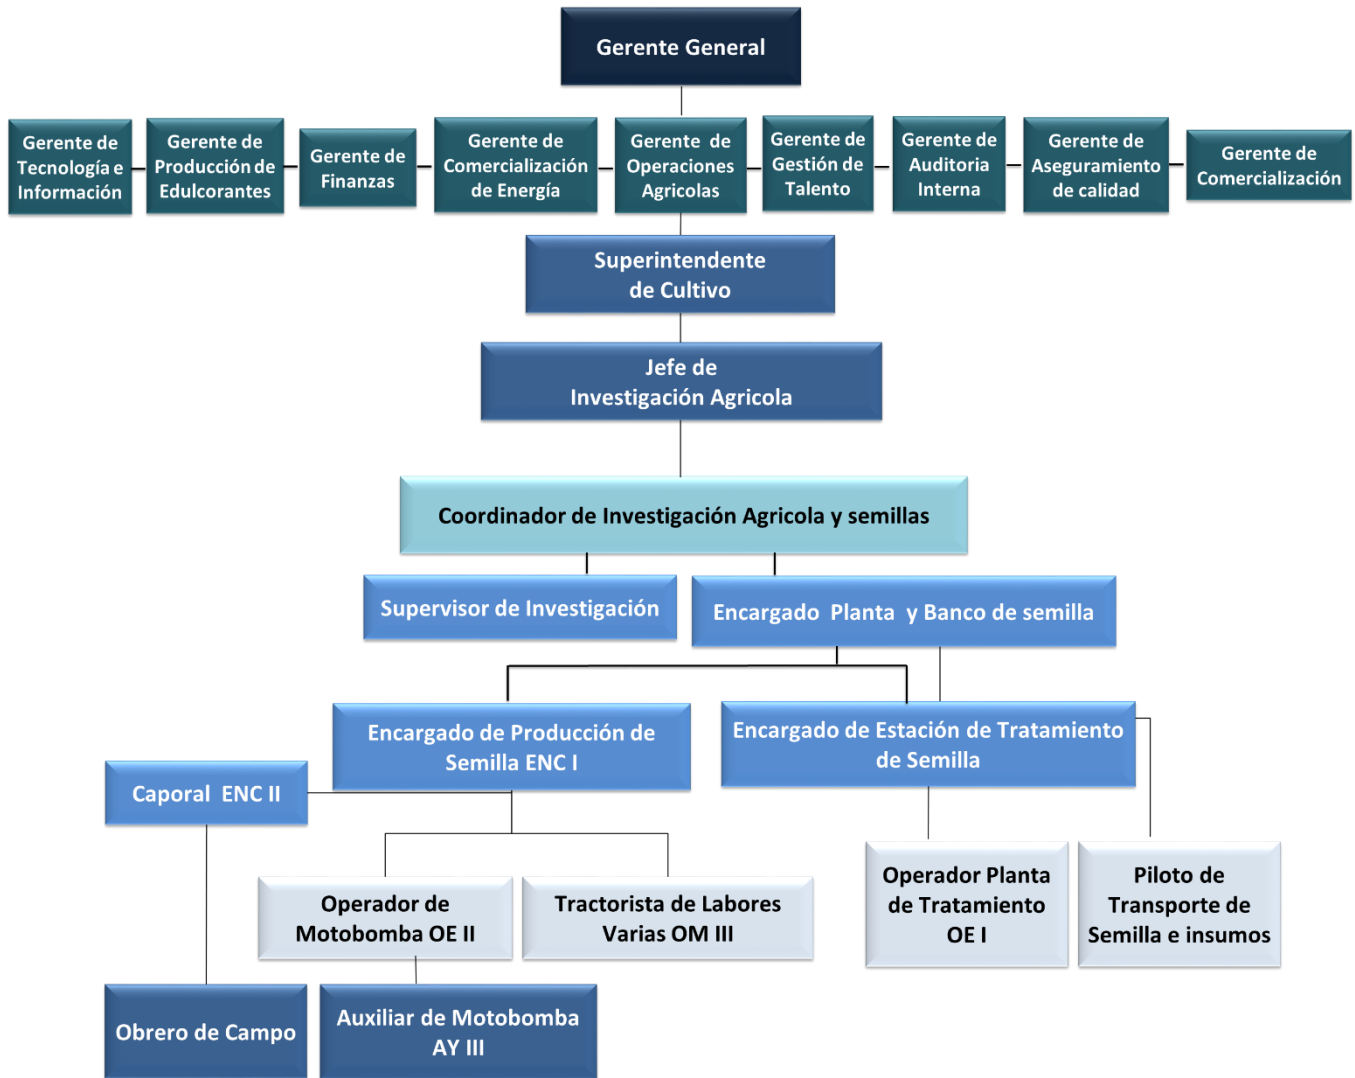 Gerente General
Gerente de
Tecnología e
Información
Gerente de
Producción de
Edulcorantes
Gerente de
Finanzas
Gerente de
Comercialización
de Energía
Gerente de
Operaciones
Agricolas
Gerente de
Gestión de
Talento
Gerente de
Auditoria
Interna
Gerente de
Aseguramiento
de calidad
Gerente de
Comercialización
Superintendente
de Cultivo
Jefe de
Investigación Agricola
Coordinador de Investigación Agricola y semillas
Supervisor de Investigación
Encargado Planta y Banco de semilla
Encargado de Producción de
Semilla ENC I
Encargado de Estación de Tratamiento
de Semilla
Caporal ENC II
Operador de
Motobomba OE II
Tractorista de Labores
Varias OM III
Operador Planta
de Tratamiento
OE I
Piloto de
Transporte de
Semilla e insumos
Obrero de Campo
Auxiliar de Motobomba
AY III